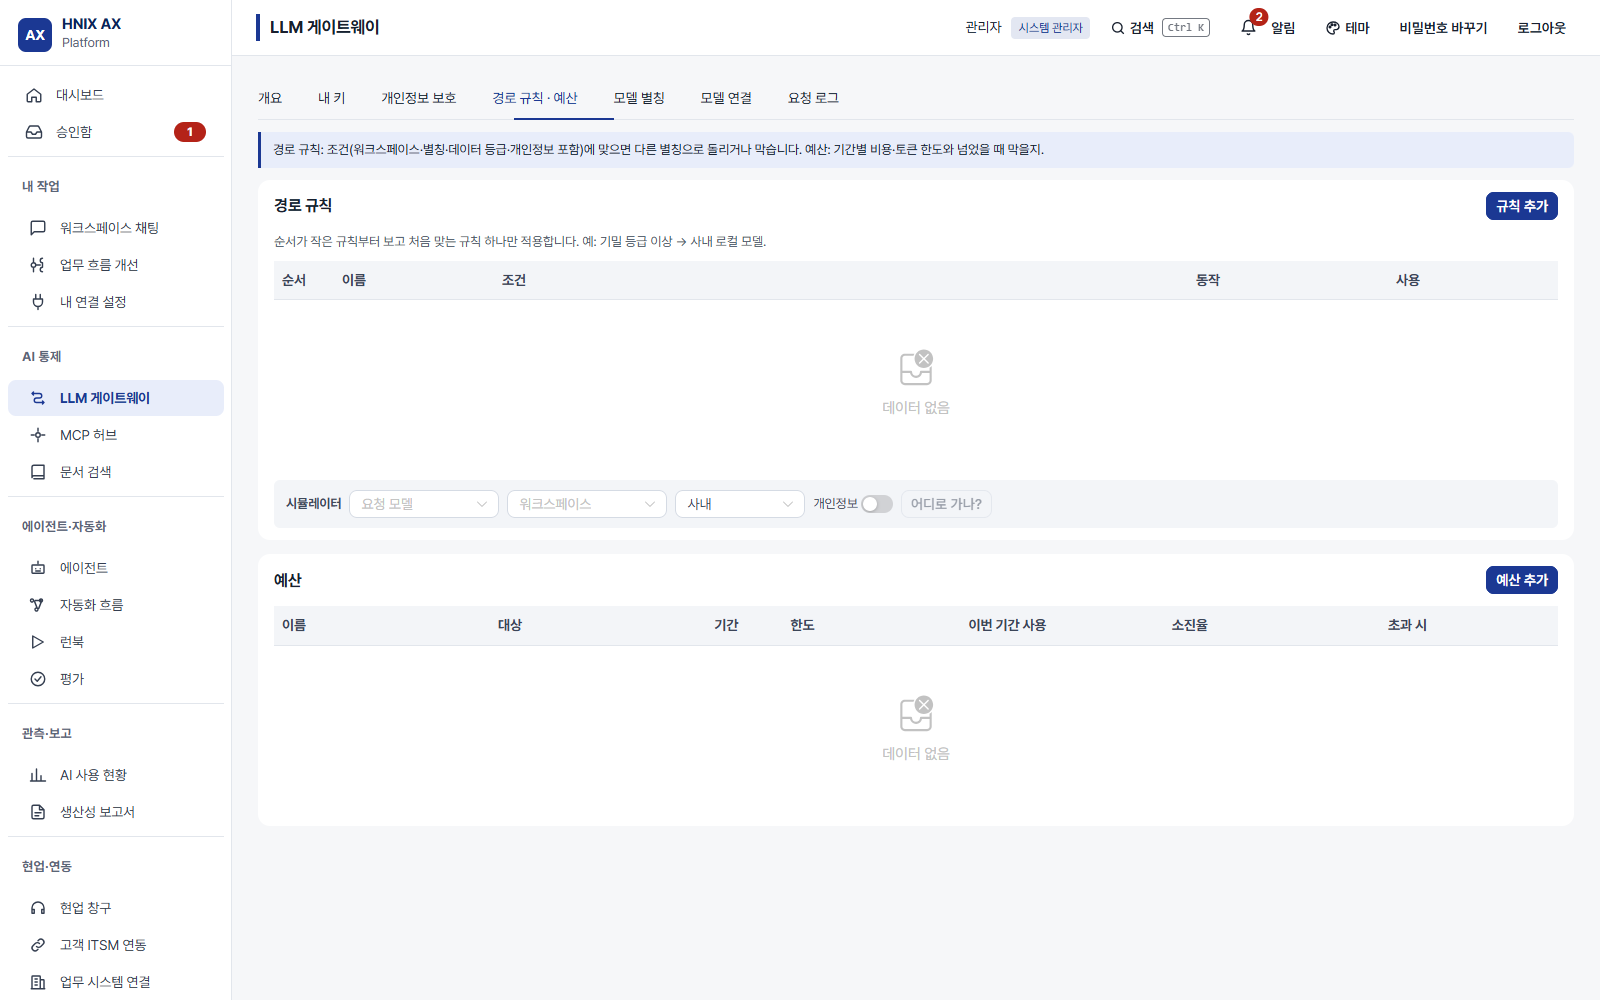 AX
HNIX AX
Platform
대시보드
승인함
1
내 작업
워크스페이스 채팅
업무 흐름 개선
내 연결 설정
AI 통제
LLM 게이트웨이
MCP 허브
문서 검색
에이전트·자동화
에이전트
자동화 흐름
런북
평가
관측·보고
AI 사용 현황
생산성 보고서
현업·연동
현업 창구
고객 ITSM 연동
업무 시스템 연결
LLM 게이트웨이
관리자
시스템 관리자
검색
Ctrl K
2
알림
테마
비밀번호 바꾸기
로그아웃
개요
내 키
개인정보 보호
경로 규칙 · 예산
모델 별칭
모델 연결
요청 로그
경로 규칙: 조건(워크스페이스·별칭·데이터 등급·개인정보 포함)에 맞으면 다른 별칭으로 돌리거나 막습니다. 예산: 기간별 비용·토큰 한도와 넘었을 때 막을지.
경로 규칙
규칙 추가
순서가 작은 규칙부터 보고 처음 맞는 규칙 하나만 적용합니다. 예: 기밀 등급 이상 → 사내 로컬 모델.
순서
이름
조건
동작
사용
데이터 없음
시뮬레이터
요청 모델
워크스페이스
사내
개인정보
어디로 가나?
예산
예산 추가
이름
대상
기간
한도
이번 기간 사용
소진율
초과 시
데이터 없음